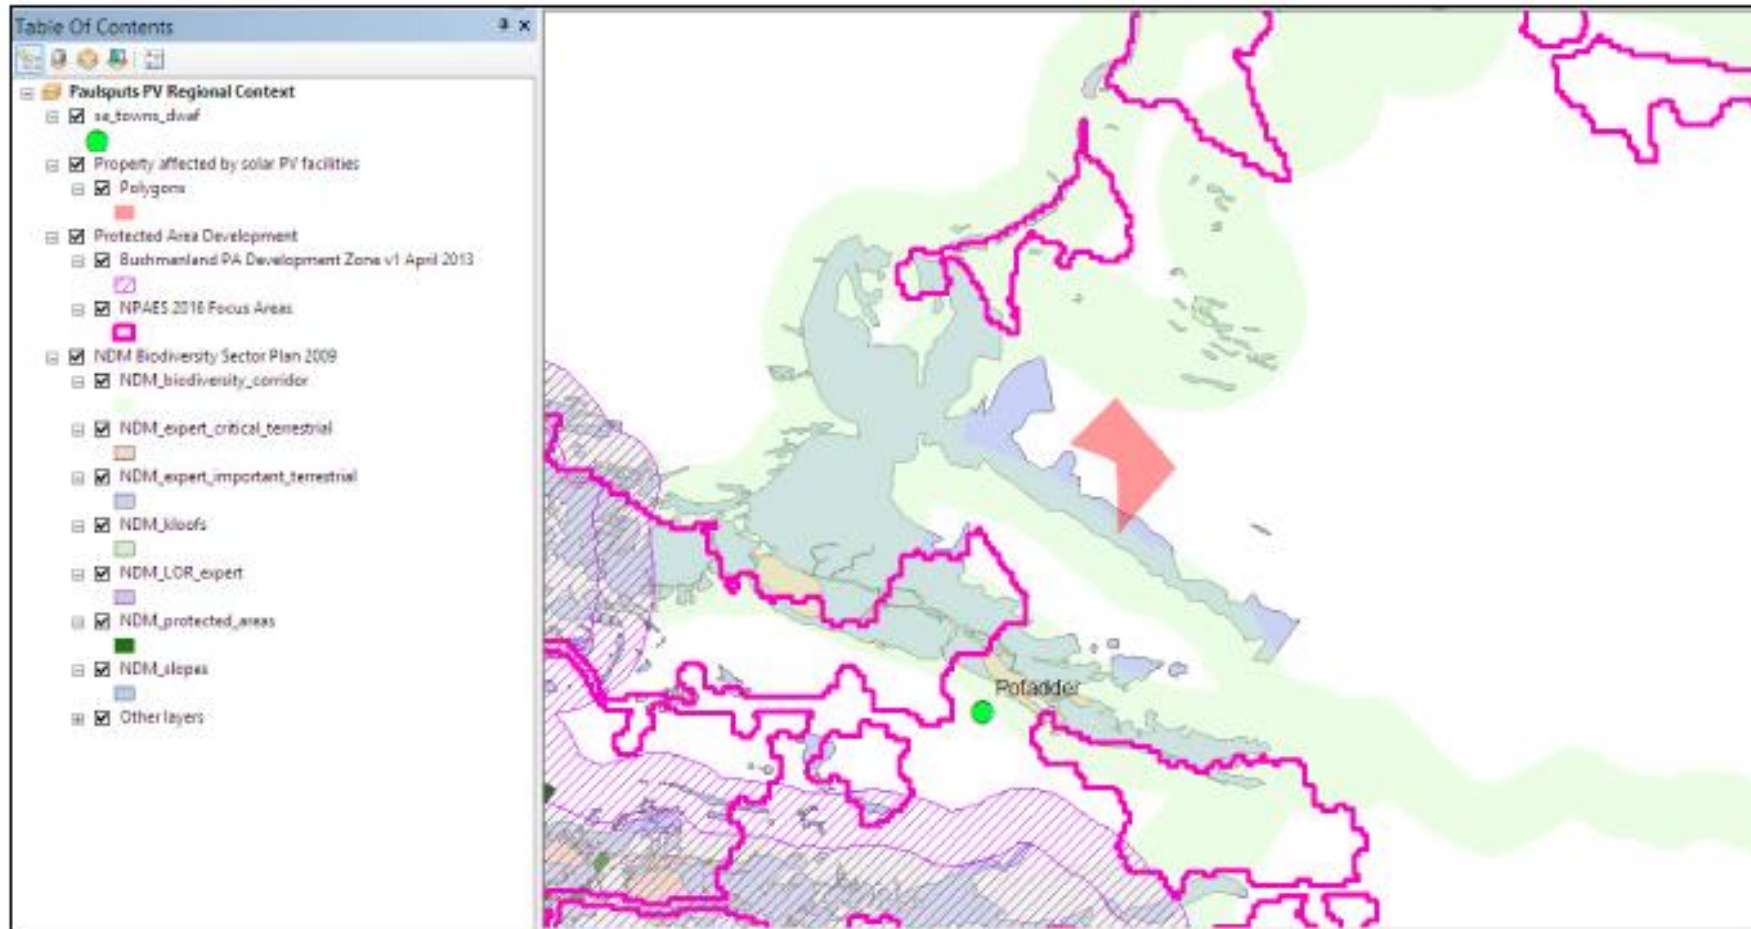 Table Of Contents
Paulsputs PV Regional Context
sa_towns_dwaf
Property affected by solar PV facilities
Polygons
Protected Area Development
Bushmanland PA Development Zone v1 April 2013
NPAES 2016 Focus Areas
NDM Biodiversity Sector Plan 2009
NDM_biodiversity_corridor
NDM_expert_critical_terrestrial
NDM_expert_important_terrestrial
NDM_kloofs
NDM_LOR_expert
NDM_protected_areas
NDM_slopes
Other layers
Pofadder